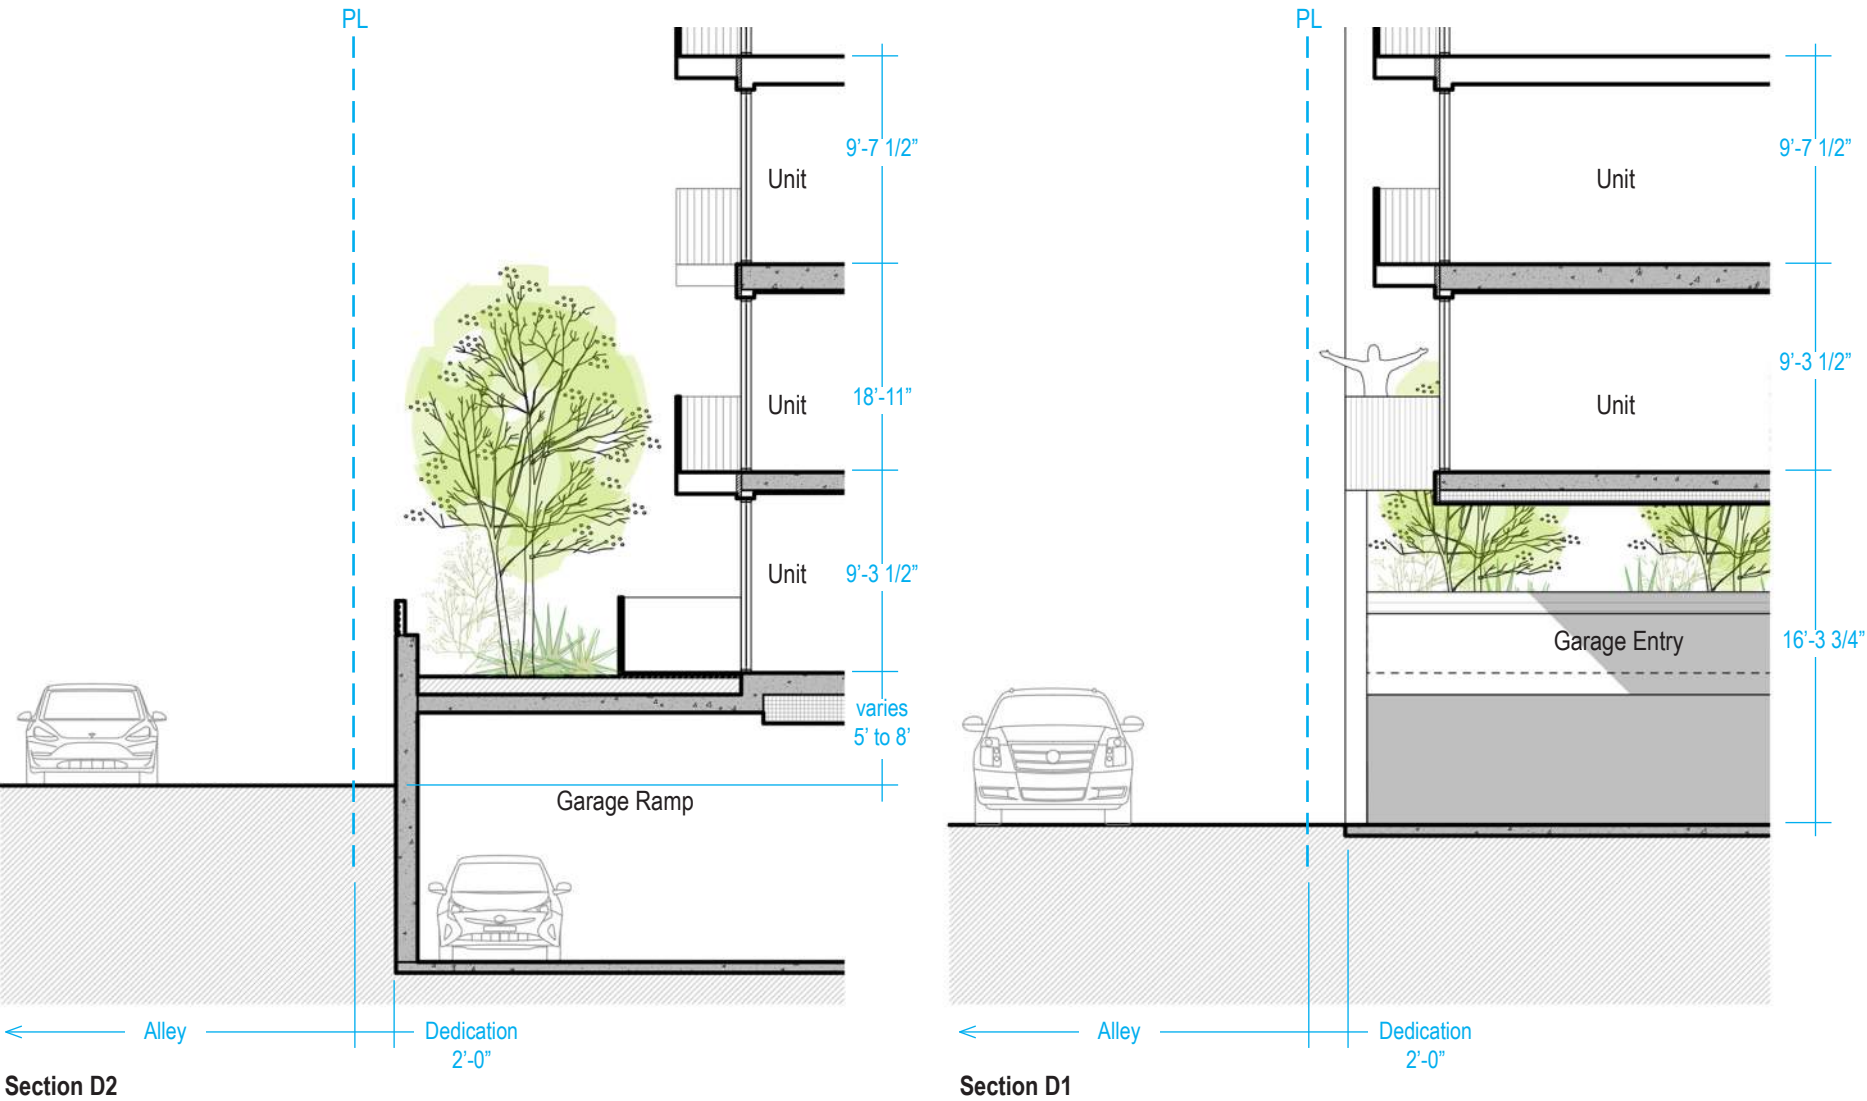 PL
9’-7 1/2”
Unit
18’-11”
Unit
Unit
9’-3 1/2”
varies
5’ to 8’
Garage Ramp
Alley
Dedication
2’-0”
Section D2
PL
9’-7 1/2”
Unit
9’-3 1/2”
Unit
Garage Entry
16’-3 3/4”
Alley
Dedication
2’-0”
Section D1